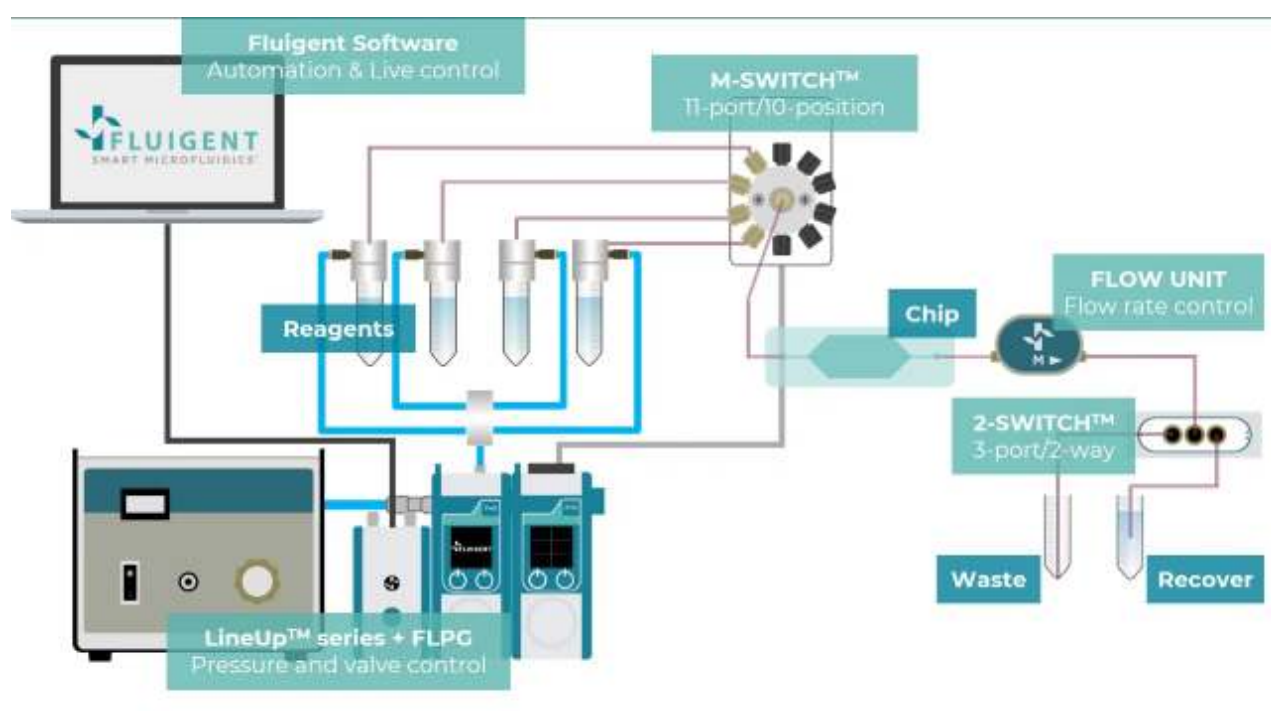 Fluigent Software
Automation & Live control
M-SWITCH™
11-port/10-position
FLUIGENT
SMART MICROFLUIDICS
FLOW UNIT
Flow rate control
Chip
Reagents
M
2-SWITCH™
3-port/2-way
Waste
Recover
LineUp™ series + FLPG
Pressure and valve control